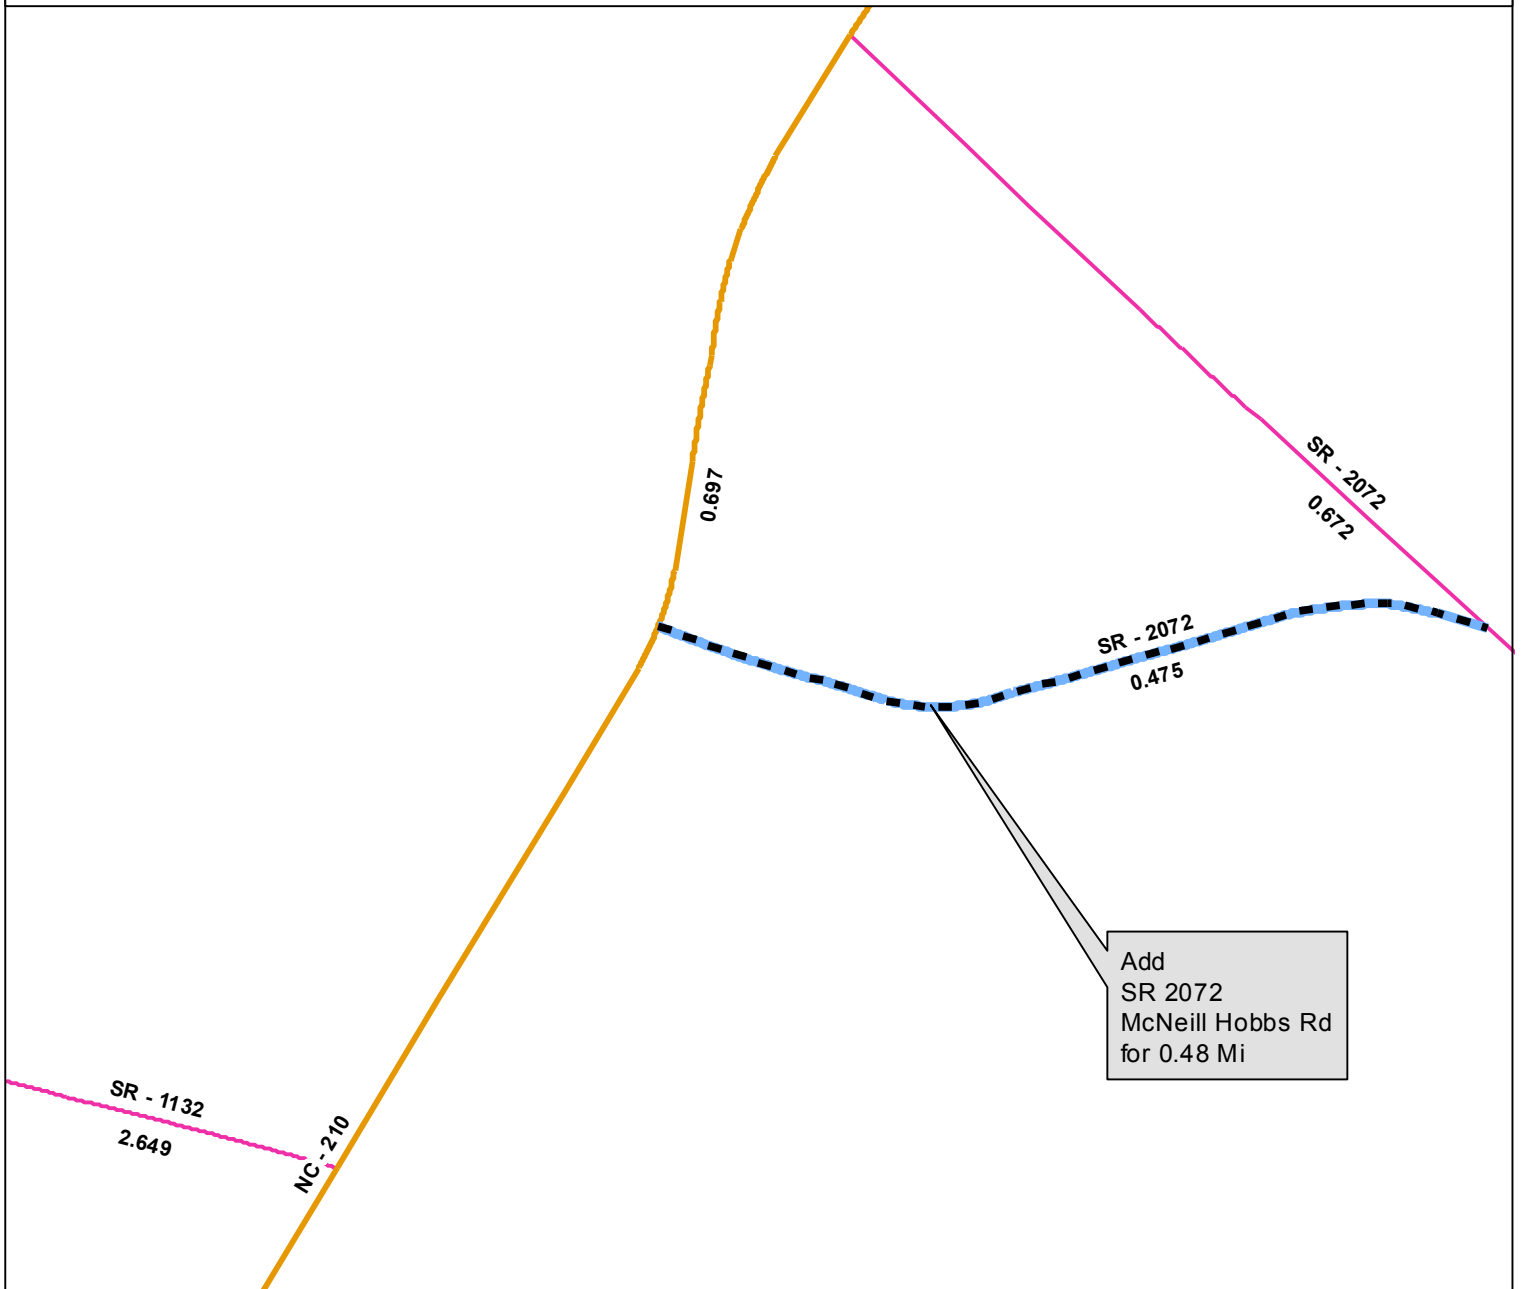 SR - 2072
0.672
0.697
SR - 2072
0.475
Add
SR 2072
McNeill Hobbs Rd
for 0.48 Mi
SR - 1132
2.649
NC - 210